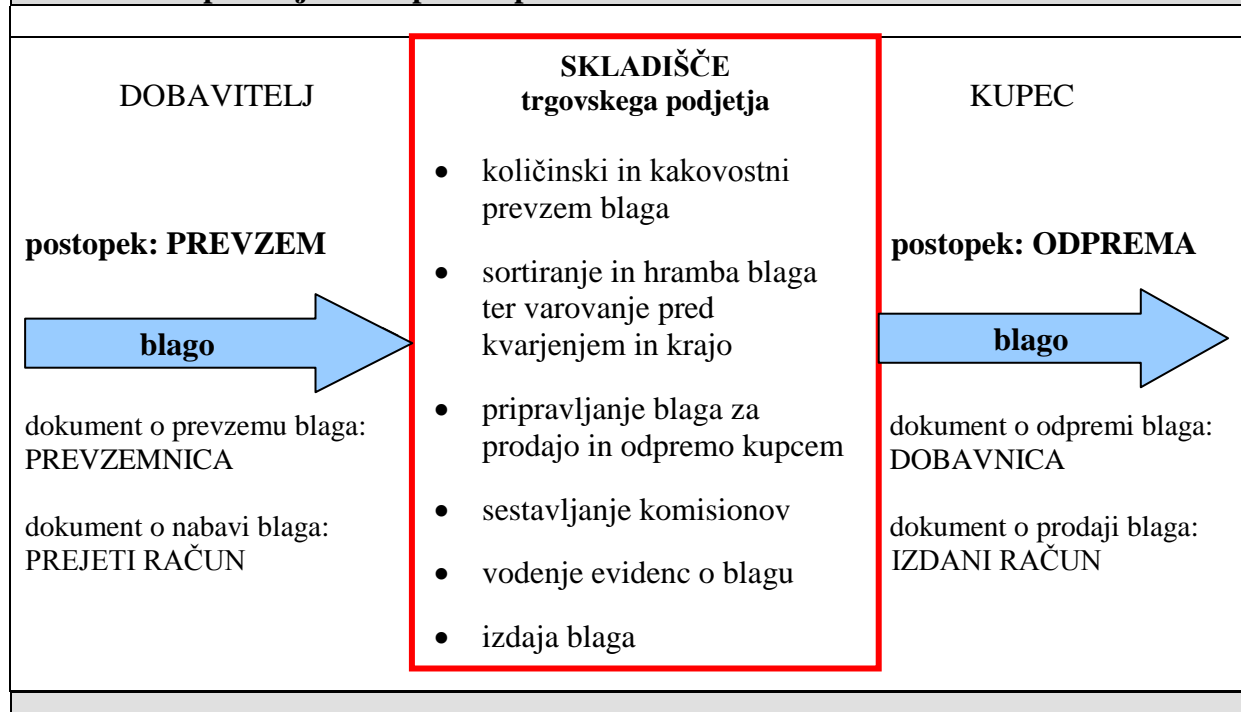 DOBAVITELJ
postopek: PREVZEM
blago
dokument o prevzemu blaga:
PREVZEMNICA
dokument o nabavi blaga:
PREJETI RAČUN
SKLADIŠČE
trgovskega podjetja
• količinski in kakovostni
prevzem blaga
• sortiranje in hramba blaga
ter varovanje pred
kvarjenjem in krajo
• pripravljanje blaga za
prodajo in odpremo kupcem
• sestavljanje komisionov
• vodenje evidenc o blagu
• izdaja blaga
KUPEC
postopek: ODPREMA
blago
dokument o odpremi blaga:
DOBAVNICA
dokument o prodaji blaga:
IZDANI RAČUN